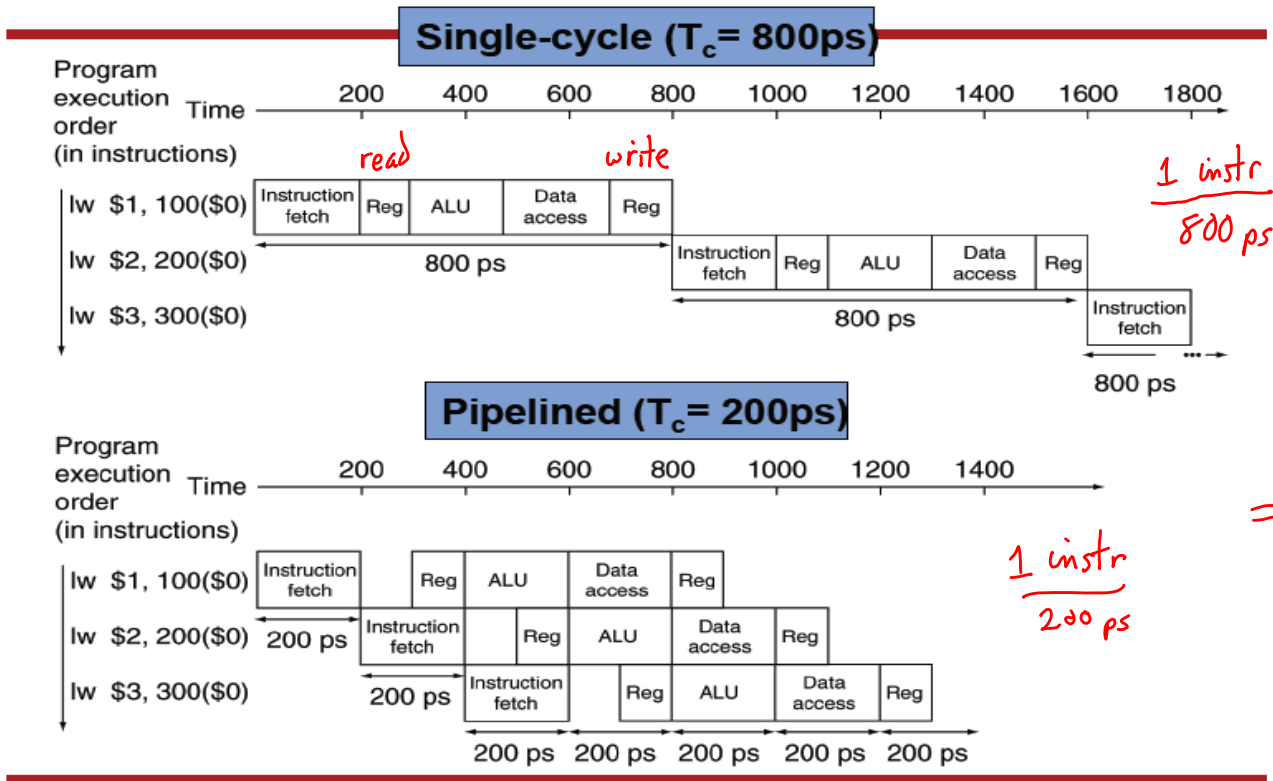 Single-cycle (Tc= 800ps)
Program
execution
order
(in instructions)
Time
200 400 600 800 1000 1200 1400 1600 1800
read write
lw $1, 100($0) Instruction fetch Reg ALU Data access Reg
1 instr
800 ps
800 ps
lw $2, 200($0) Instruction fetch Reg ALU Data access Reg
800 ps
lw $3, 300($0) Instruction fetch
...
800 ps
Pipelined (Tc= 200ps)
Program
execution
order
(in instructions)
Time
200 400 600 800 1000 1200 1400
=
1 instr
200 ps
lw $1, 100($0) Instruction fetch Reg ALU Data access Reg
200 ps
lw $2, 200($0) Instruction fetch Reg ALU Data access Reg
200 ps
lw $3, 300($0) Instruction fetch Reg ALU Data access Reg
200 ps 200 ps 200 ps 200 ps 200 ps